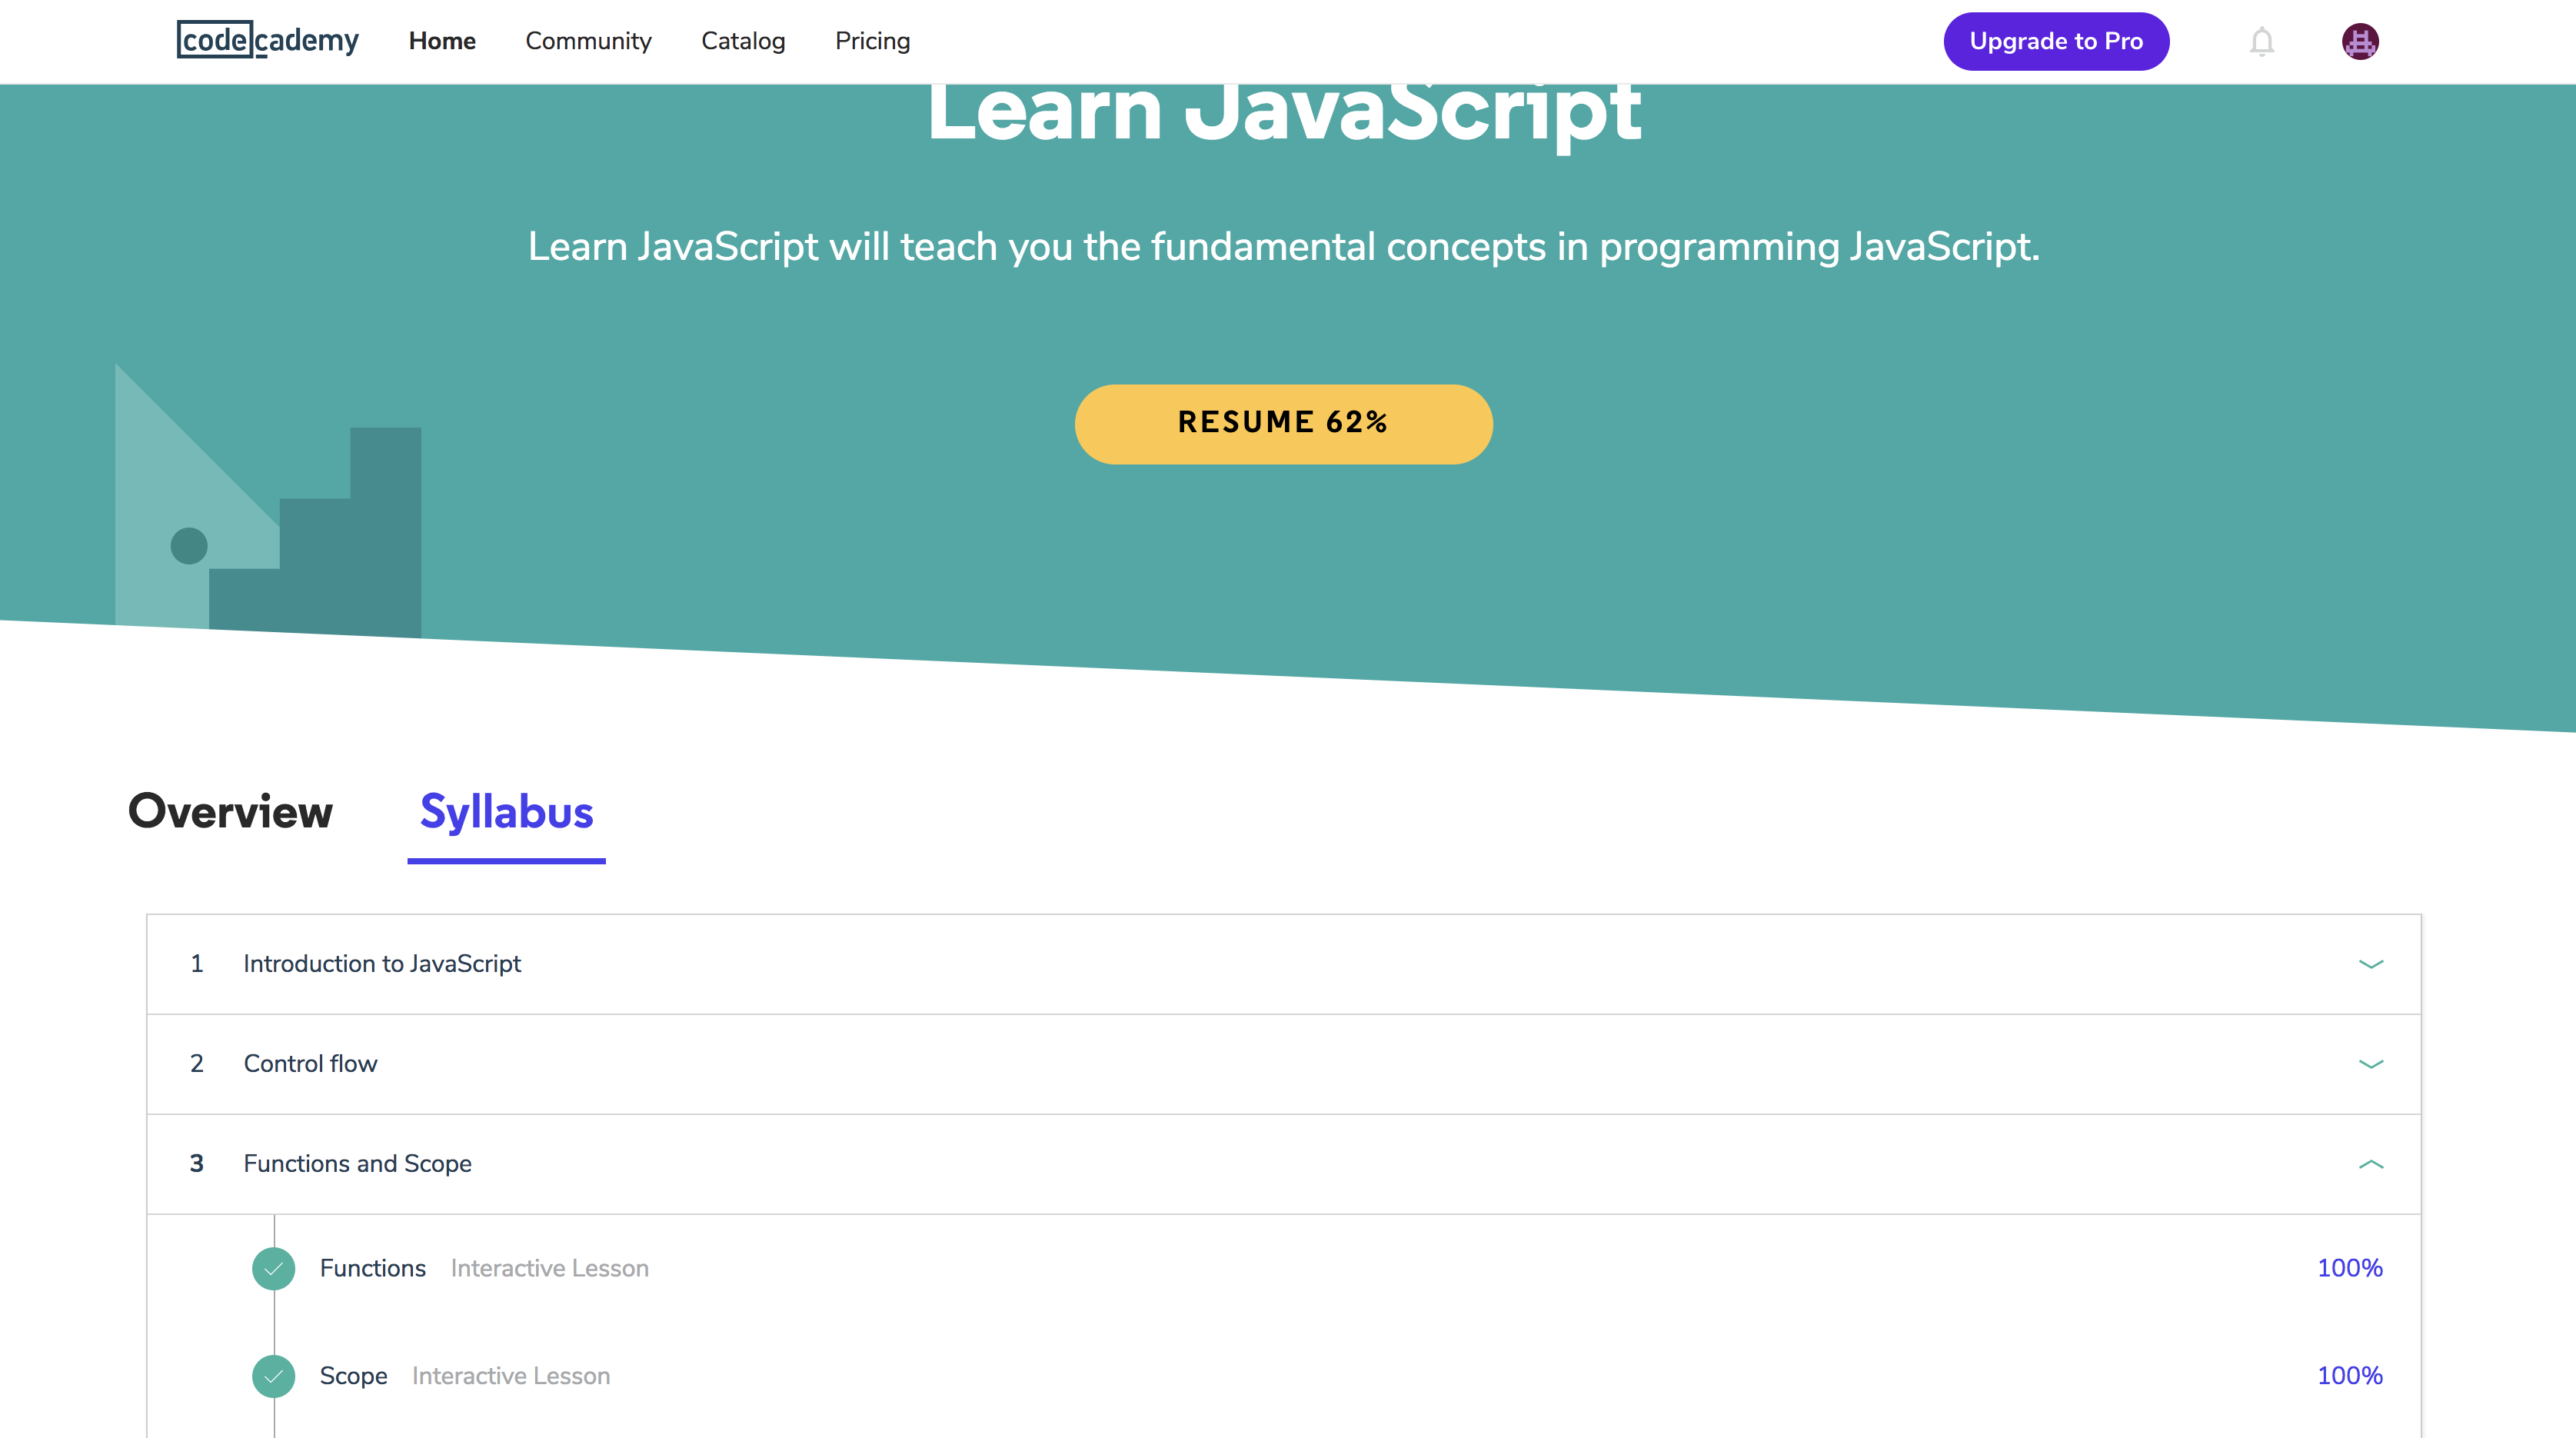 codecademy Home Community Catalog Pricing Upgrade to Pro
Learn JavaScript
Learn JavaScript will teach you the fundamental concepts in programming JavaScript.
RESUME 62%
Overview Syllabus
1 Introduction to JavaScript
2 Control flow
3 Functions and Scope
Functions Interactive Lesson 100%
Scope Interactive Lesson 100%